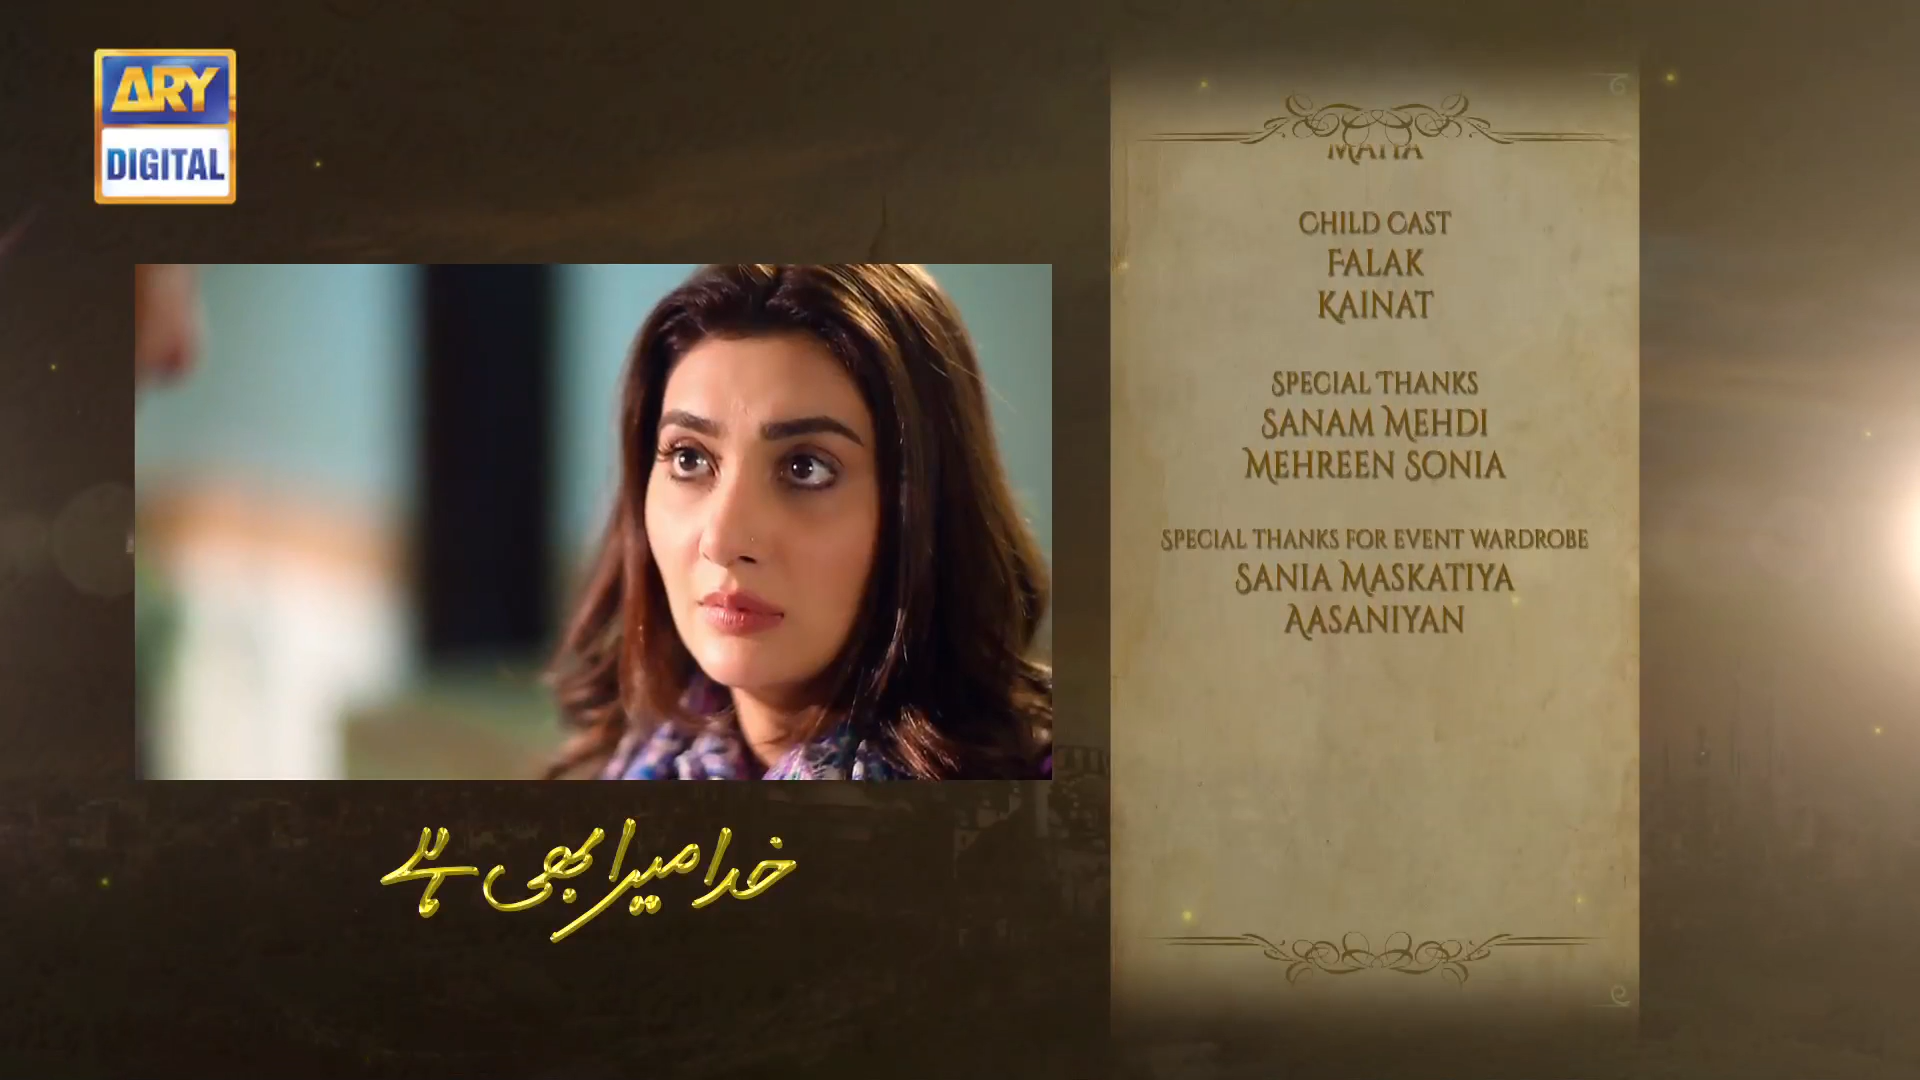 ARY
DIGITAL
CHILD CAST
FALAK
KAINAT
SPECIAL THANKS
SANAM MEHDI
MEHREEN SONIA
SPECIAL THANKS FOR EVENT WARDROBE
SANIA MASKATIYA
AASANIYAN
خدا میرا بھی ہے